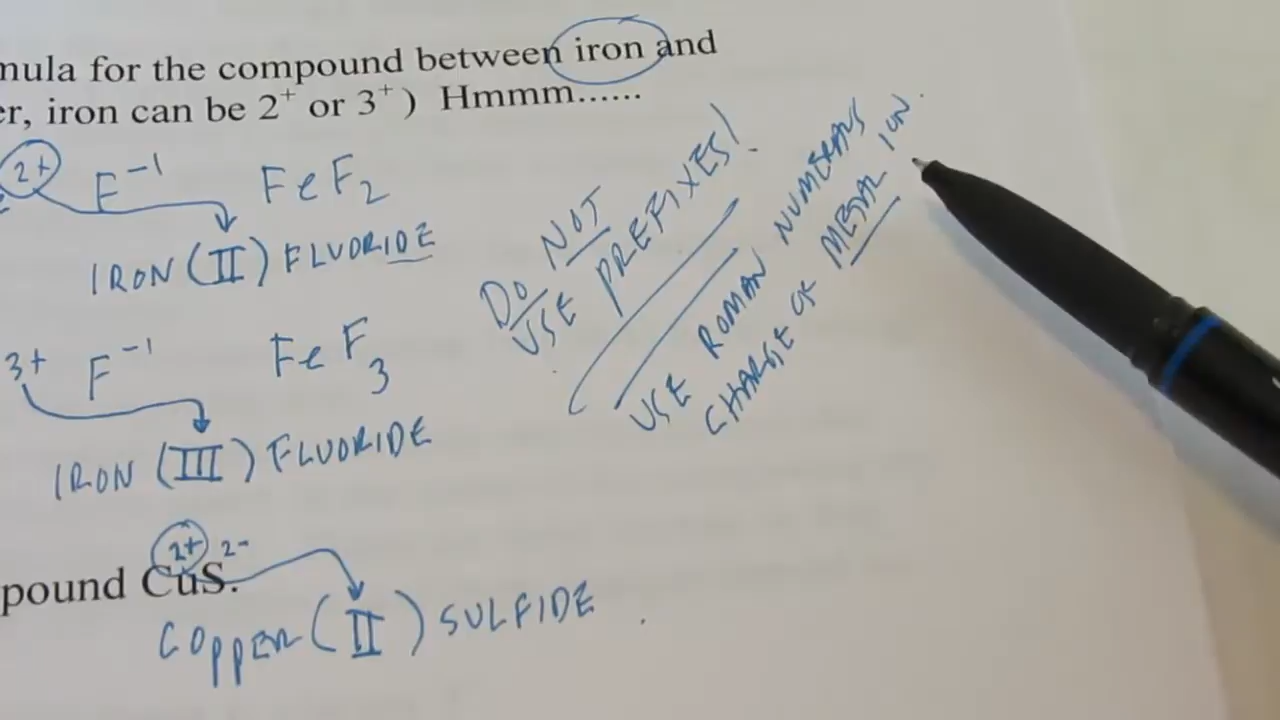 mula for the compound between iron and
er, iron can be 2⁺ or 3⁺ ) Hmmm......
2+ F⁻¹ FeF₂
IRON (II) FLUORIDE
3+ F⁻¹ FeF₃
IRON (III) FLUORIDE
DO NOT
USE PREFIXES!
USE ROMAN NUMERALS
CHARGE OF METAL ION.
2+ 2-
pound CuS.
COPPER (II) SULFIDE